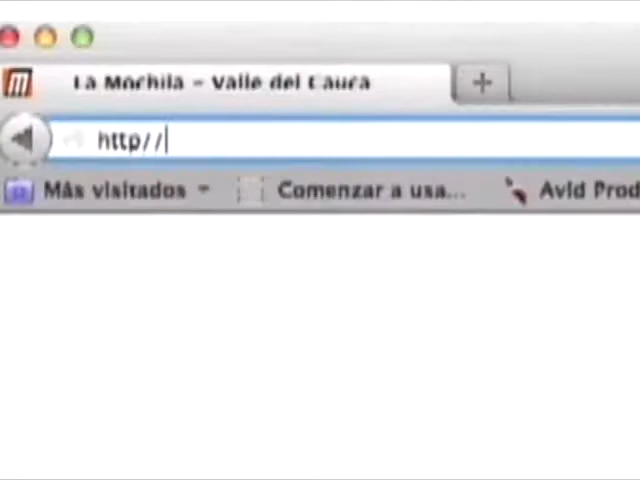 La Mochila - Valle del Cauca
http//
Más visitados Comenzar a usa... Avid Prod